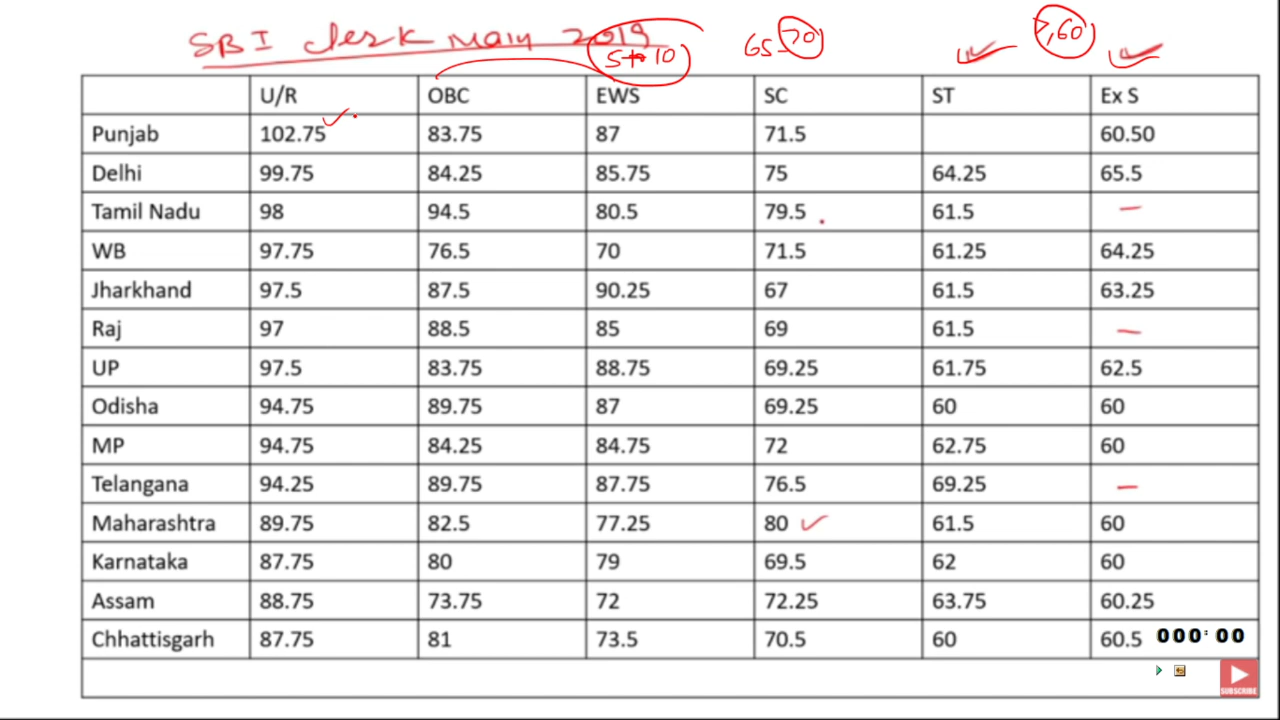 SBI Clerk Main 2019
5 + 10
65 70
7,60
U/R OBC EWS SC ST Ex S
Punjab 102.75 83.75 87 71.5 60.50
Delhi 99.75 84.25 85.75 75 64.25 65.5
Tamil Nadu 98 94.5 80.5 79.5 61.5 –
WB 97.75 76.5 70 71.5 61.25 64.25
Jharkhand 97.5 87.5 90.25 67 61.5 63.25
Raj 97 88.5 85 69 61.5 –
UP 97.5 83.75 88.75 69.25 61.75 62.5
Odisha 94.75 89.75 87 69.25 60 60
MP 94.75 84.25 84.75 72 62.75 60
Telangana 94.25 89.75 87.75 76.5 69.25 –
Maharashtra 89.75 82.5 77.25 80 61.5 60
Karnataka 87.75 80 79 69.5 62 60
Assam 88.75 73.75 72 72.25 63.75 60.25
Chhattisgarh 87.75 81 73.5 70.5 60 60.5
000:00
SUBSCRIBE